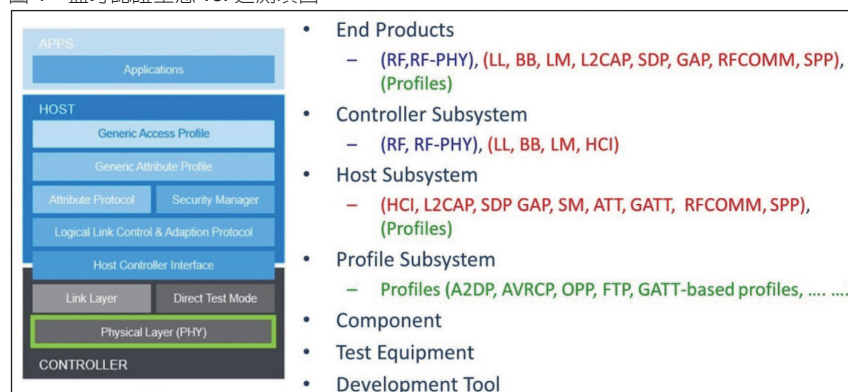 APPS
Applications
HOST
Generic Access Profile
Generic Attribute Profile
Attribute Protocol
Security Manager
Logical Link Control & Adaption Protocol
Host Controller Interface
Link Layer
Direct Test Mode
Physical Layer (PHY)
CONTROLLER
• End Products
– (RF,RF-PHY), (LL, BB, LM, L2CAP, SDP, GAP, RFCOMM, SPP),
(Profiles)
• Controller Subsystem
– (RF, RF-PHY), (LL, BB, LM, HCI)
• Host Subsystem
– (HCI, L2CAP, SDP GAP, SM, ATT, GATT, RFCOMM, SPP),
(Profiles)
• Profile Subsystem
– Profiles (A2DP, AVRCP, OPP, FTP, GATT-based profiles, .... ....
• Component
• Test Equipment
• Development Tool